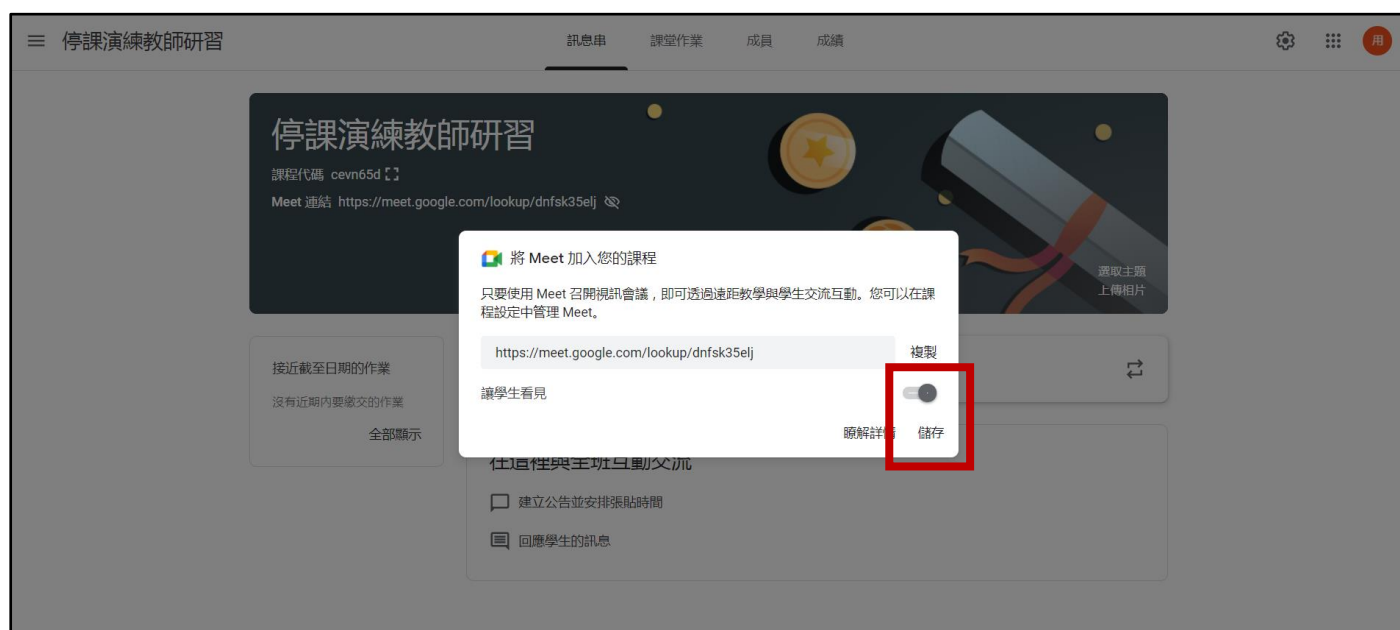 停課演練教師研習
訊息串 課堂作業 成員 成績
用
停課演練教師研習
課程代碼 cevn65d
Meet 連結 https://meet.google.com/lookup/dnfsk35elj
選取主題
上傳相片
將 Meet 加入您的課程
只要使用 Meet 召開視訊會議，即可透過遠距教學與學生交流互動。您可以在課
程設定中管理 Meet。
https://meet.google.com/lookup/dnfsk35elj 複製
讓學生看見
瞭解詳情 儲存
接近截至日期的作業
沒有近期內要繳交的作業
全部顯示
在這裡與全班互動交流
建立公告並安排張貼時間
回應學生的訊息